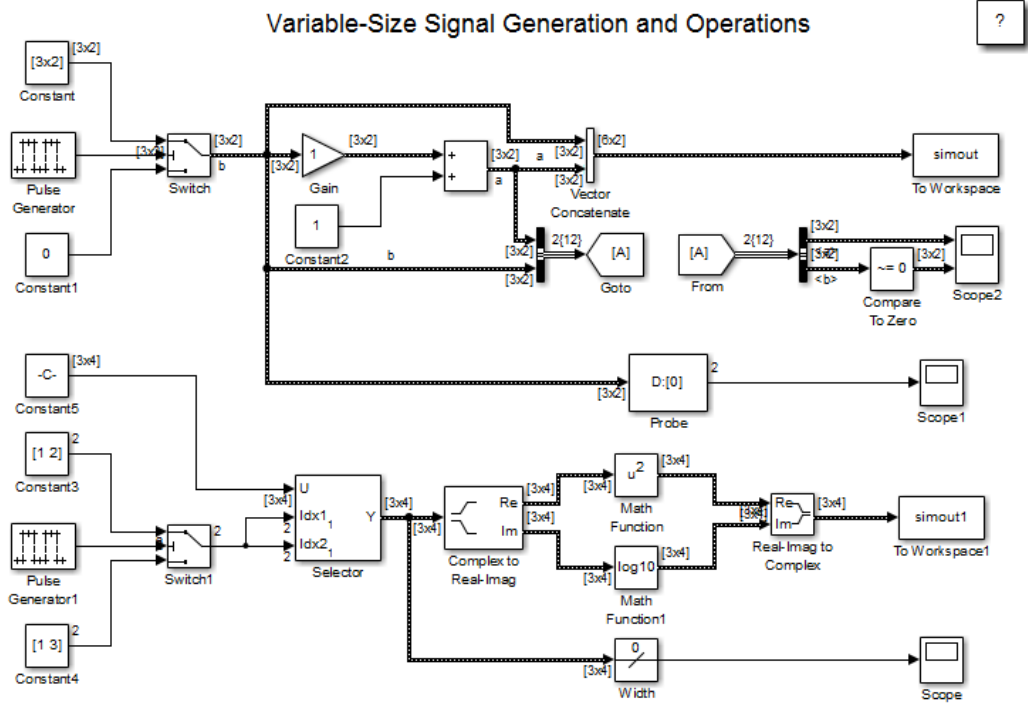 Variable-Size Signal Generation and Operations
?
[3x2]
[3x2]
Constant
Pulse
Generator
0
Constant1
[3x2]
b
Switch
[3x2]
1
[3x2]
Gain
1
Constant2
+
+
[3x2]
a
a
[3x2]
[3x2]
[6x2]
Vector
Concatenate
simout
To Workspace
b
[3x2]
[3x2]
2{12}
[A]
Goto
[A]
From
2{12}
[3x2]
<b>
~= 0
[3x2]
Compare
To Zero
Scope2
[3x2]
D:[0]
2
Probe
Scope1
-C-
[3x4]
Constant5
[1 2]
2
Constant3
Pulse
Generator1
[1 3]
2
Constant4
2
Switch1
U
[3x4]
Idx1 1
2
Idx2 1
2
Y
[3x4]
Selector
[3x4]
Re
Im
[3x4]
[3x4]
Complex to
Real-Imag
[3x4]
u2
[3x4]
Math
Function
[3x4]
log10
[3x4]
Math
Function1
Re
Im
[3x4]
Real-Imag to
Complex
simout1
To Workspace1
[3x4]
0
Width
Scope